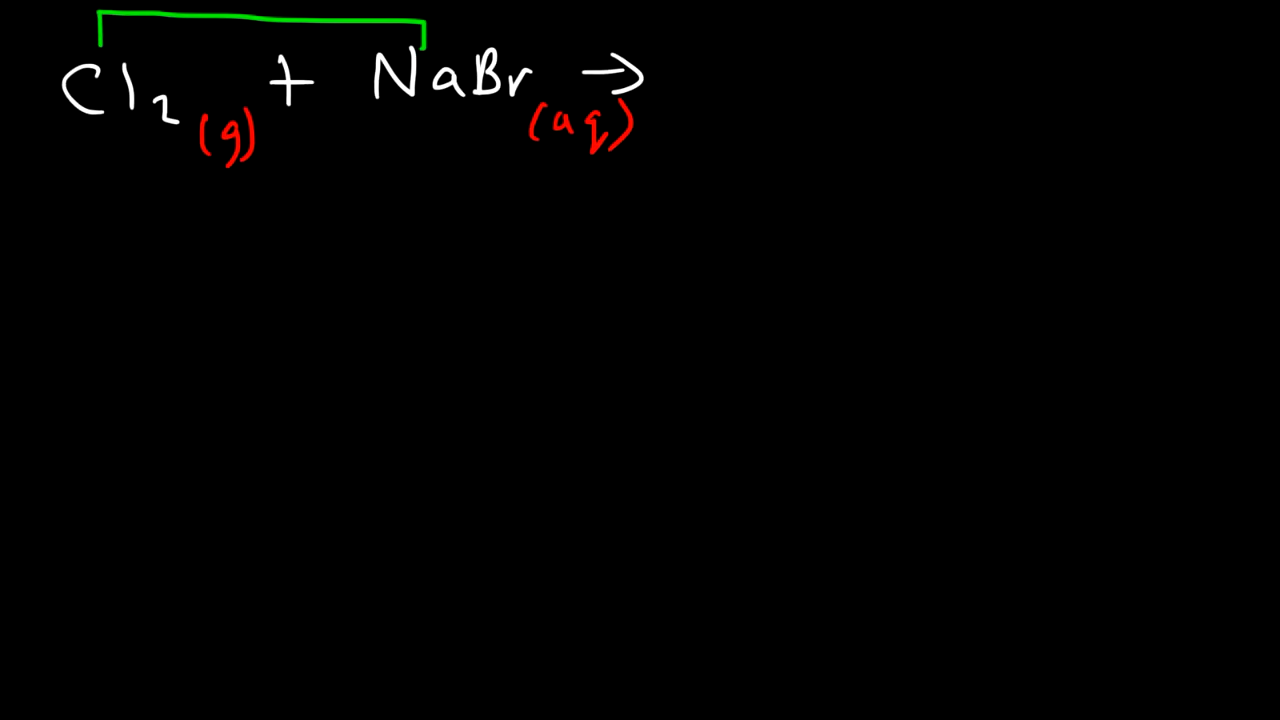 Cl₂(g) + NaBr(aq) →